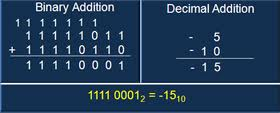 Binary Addition
Decimal Addition
1 1 1 1 1 1 1
1 1 1 1 1 0 1 1
+ 1 1 1 1 0 1 1 0
1 1 1 1 0 0 0 1
- 5
- 1 0
- 1 5
1111 0001₂ = -15₁₀